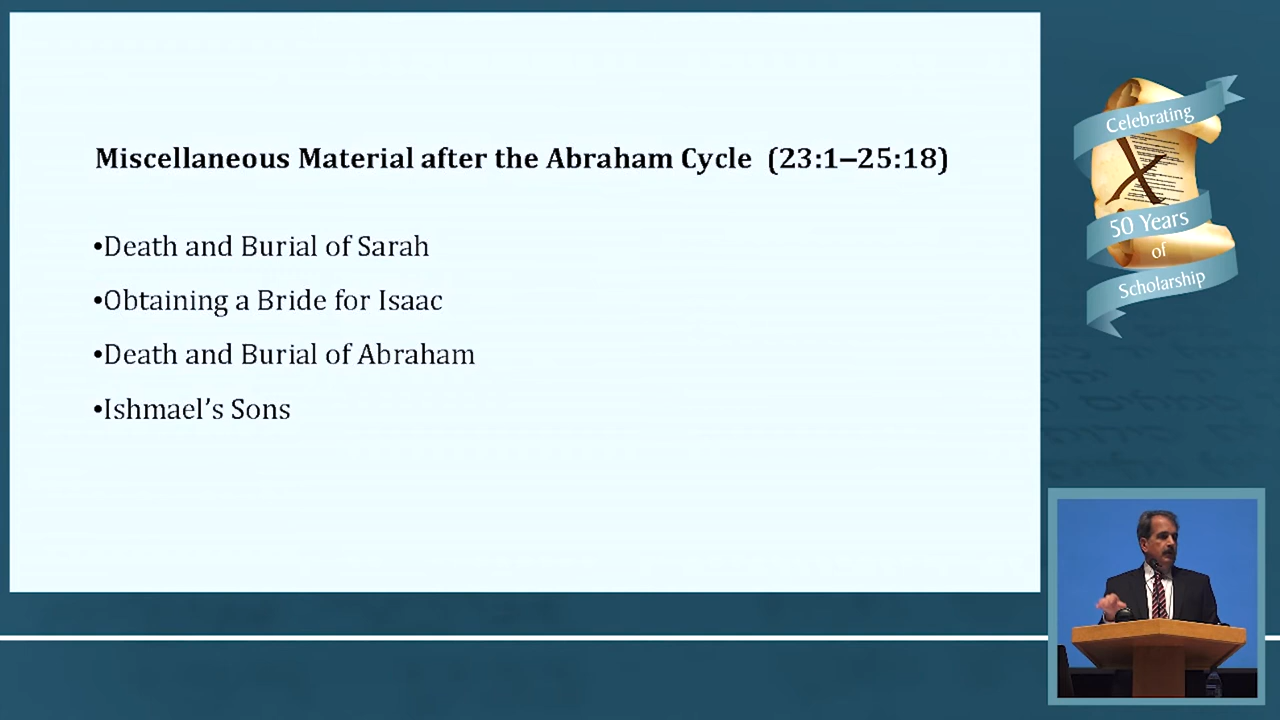 Miscellaneous Material after the Abraham Cycle (23:1–25:18)
•Death and Burial of Sarah
•Obtaining a Bride for Isaac
•Death and Burial of Abraham
•Ishmael's Sons
Celebrating
50 Years
of
Scholarship